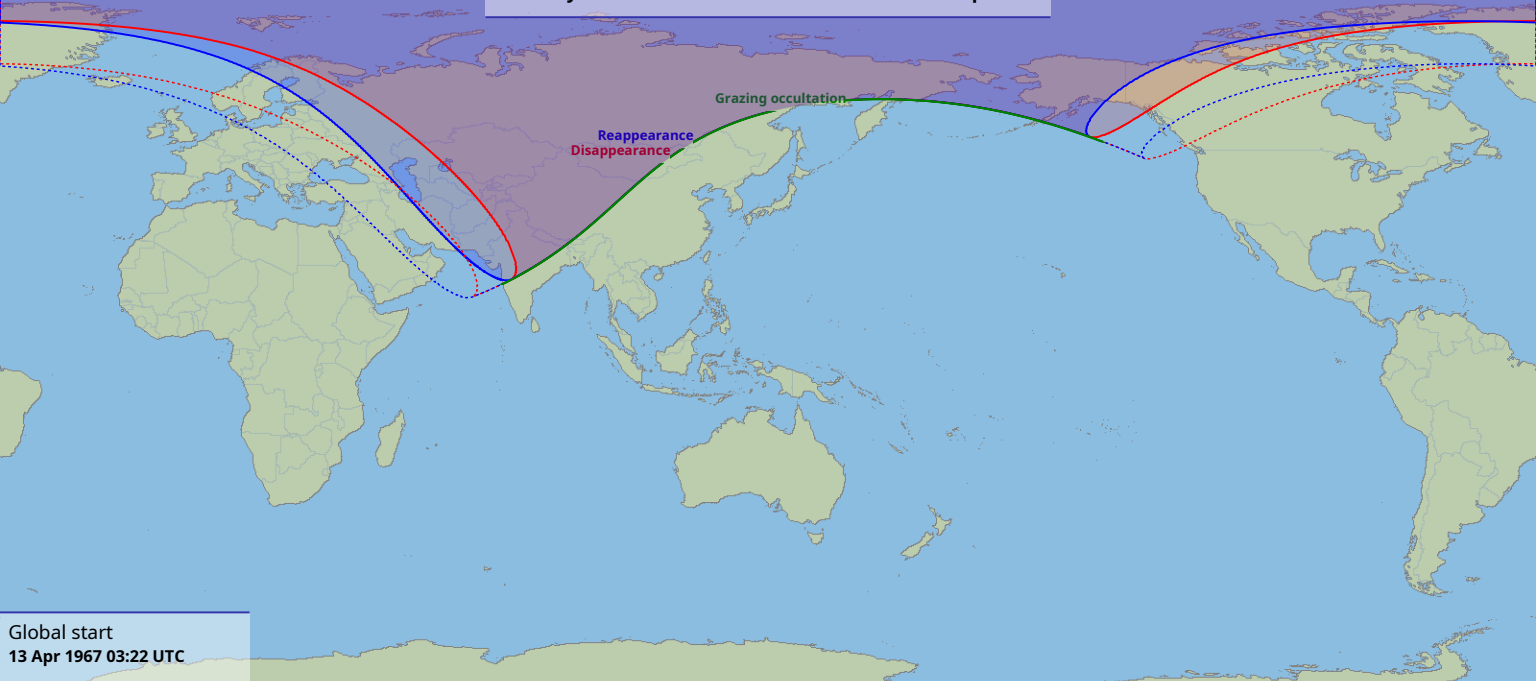 Grazing occultation
Reappearance
Disappearance
Global start
13 Apr 1967 03:22 UTC